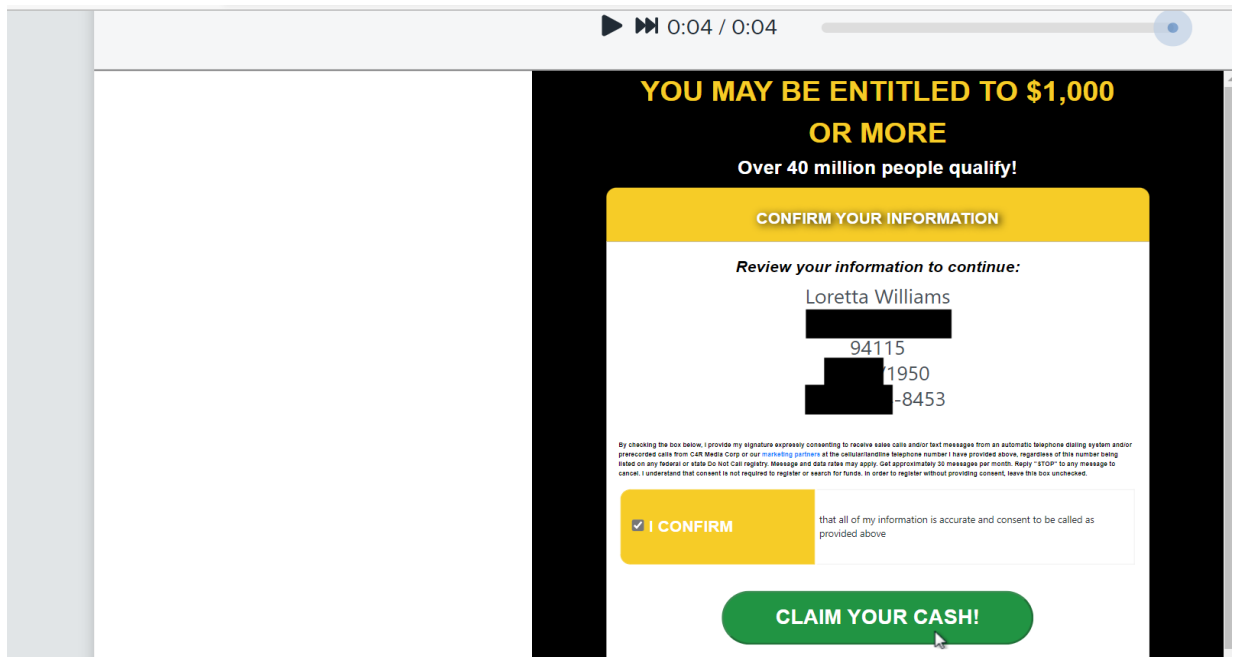 0:04 / 0:04
YOU MAY BE ENTITLED TO $1,000
OR MORE
Over 40 million people qualify!
CONFIRM YOUR INFORMATION
Review your information to continue:
Loretta Williams
94115
/1950
-8453
By checking the box below, I provide my signature expressly consenting to receive sales calls and/or text messages from an automatic telephone dialing system and/or
prerecorded calls from C4R Media Corp or our marketing partners at the cellular/landline telephone number I have provided above, regardless of this number being
listed on any federal or state Do Not Call registry. Message and data rates may apply. Get approximately 30 messages per month. Reply "STOP" to any message to
cancel. I understand that consent is not required to register or search for funds. In order to register without providing consent, leave this box unchecked.
I CONFIRM
that all of my information is accurate and consent to be called as
provided above
CLAIM YOUR CASH!